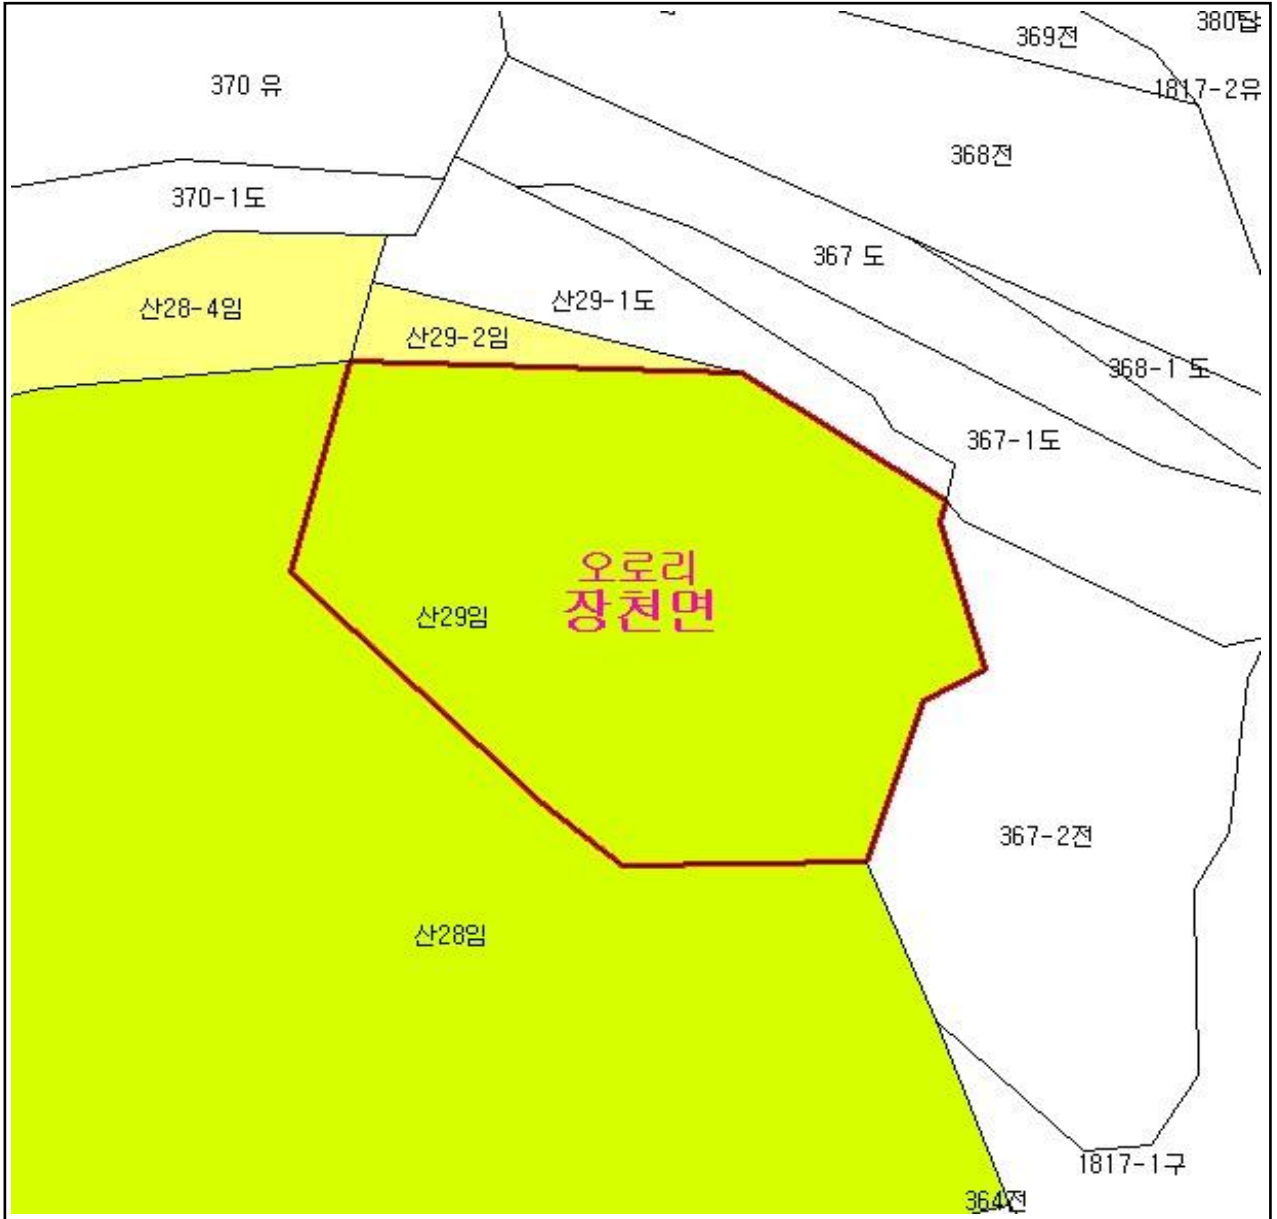 380답
369전
370 유
1817-2유
368전
370-1도
367 도
산29-1도
산28-4임
산29-2임
368-1 도
367-1도
오로리
장천면
산29임
367-2전
산28임
1817-1구
364전